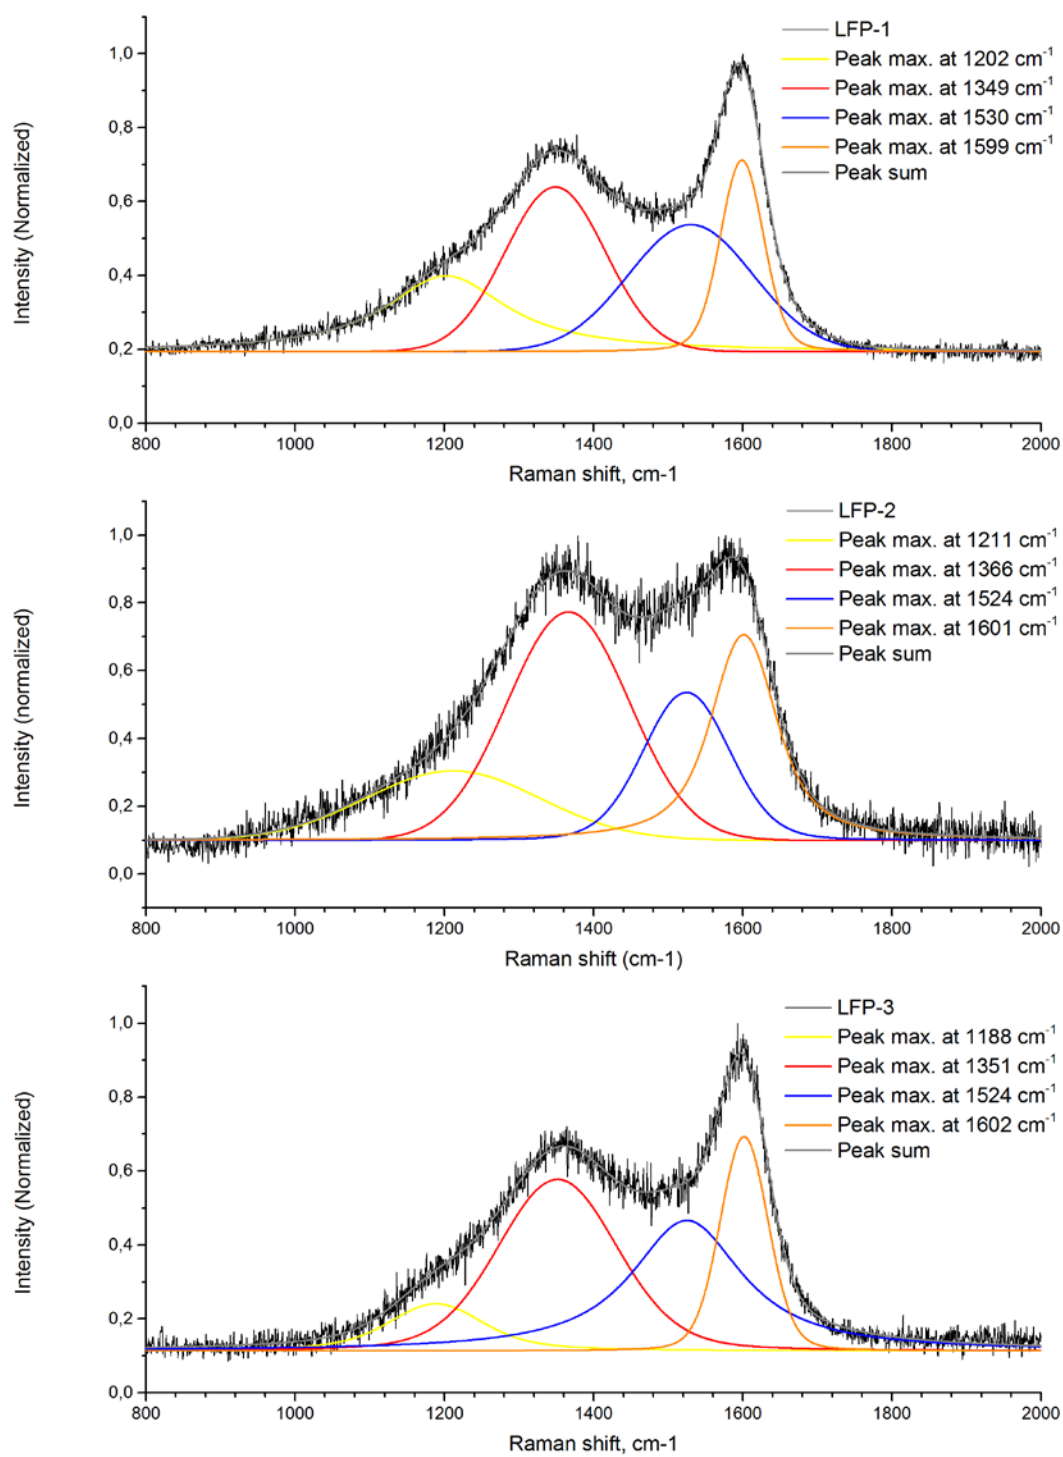 LFP-1
Peak max. at 1202 cm⁻¹
Peak max. at 1349 cm⁻¹
Peak max. at 1530 cm⁻¹
Peak max. at 1599 cm⁻¹
Peak sum
Intensity (Normalized)
1,0
0,8
0,6
0,4
0,2
0,0
800 1000 1200 1400 1600 1800 2000
Raman shift, cm-1
LFP-2
Peak max. at 1211 cm⁻¹
Peak max. at 1366 cm⁻¹
Peak max. at 1524 cm⁻¹
Peak max. at 1601 cm⁻¹
Peak sum
Intensity (normalized)
1,0
0,8
0,6
0,4
0,2
0,0
800 1000 1200 1400 1600 1800 2000
Raman shift (cm-1)
LFP-3
Peak max. at 1188 cm⁻¹
Peak max. at 1351 cm⁻¹
Peak max. at 1524 cm⁻¹
Peak max. at 1602 cm⁻¹
Peak sum
Intensity (Normalized)
1,0
0,8
0,6
0,4
0,2
0,0
800 1000 1200 1400 1600 1800 2000
Raman shift, cm-1